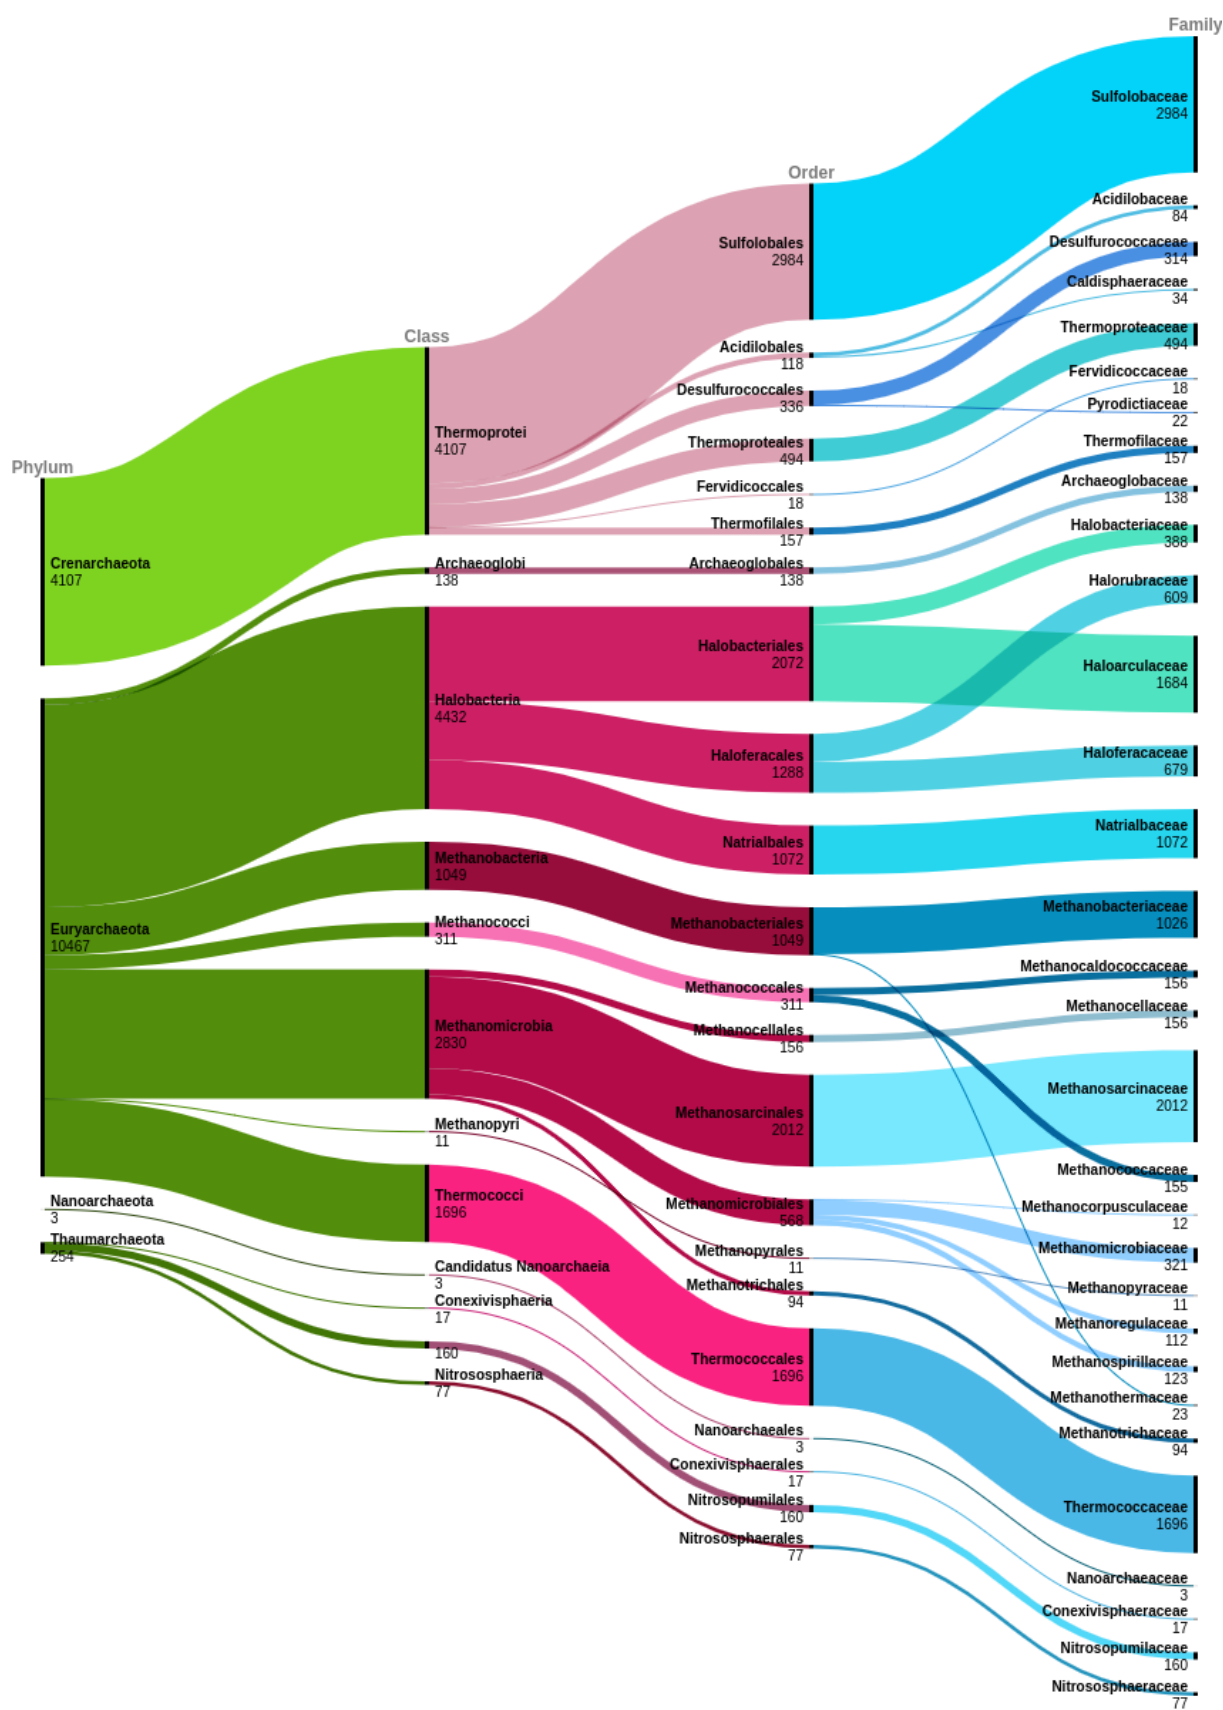 Phylum
Crenarchaeota
4107
Euryarchaeota
10467
Nanoarchaeota
3
Thaumarchaeota
254
Class
Thermoprotei
4107
Archaeoglobi
138
Halobacteria
4432
Methanobacteria
1049
Methanococci
311
Methanomicrobia
2830
Methanopyri
11
Thermococci
1696
Candidatus Nanoarchaeia
3
Conexivisphaeria
17
160
Nitrososphaeria
77
Order
Sulfolobales
2984
Acidilobales
118
Desulfurococcales
336
Thermoproteales
494
Fervidicoccales
18
Thermofilales
157
Archaeoglobales
138
Halobacteriales
2072
Haloferacales
1288
Natrialbales
1072
Methanobacteriales
1049
Methanococcales
311
Methanocellales
156
Methanosarcinales
2012
Methanomicrobiales
568
Methanopyrales
11
Methanotrichales
94
Thermococcales
1696
Nanoarchaeales
3
Conexivisphaerales
17
Nitrosopumilales
160
Nitrososphaerales
77
Family
Sulfolobaceae
2984
Acidilobaceae
84
Desulfurococcaceae
314
Caldisphaeraceae
34
Thermoproteaceae
494
Fervidicoccaceae
18
Pyrodictiaceae
22
Thermofilaceae
157
Archaeoglobaceae
138
Halobacteriaceae
388
Halorubraceae
609
Haloarculaceae
1684
Haloferacaceae
679
Natrialbaceae
1072
Methanobacteriaceae
1026
Methanocaldococcaceae
156
Methanocellaceae
156
Methanosarcinaceae
2012
Methanococcaceae
155
Methanocorpusculaceae
12
Methanomicrobiaceae
321
Methanopyraceae
11
Methanoregulaceae
112
Methanospirillaceae
123
Methanothermaceae
23
Methanotrichaceae
94
Thermococcaceae
1696
Nanoarchaeaceae
3
Conexivisphaeraceae
17
Nitrosopumilaceae
160
Nitrososphaeraceae
77